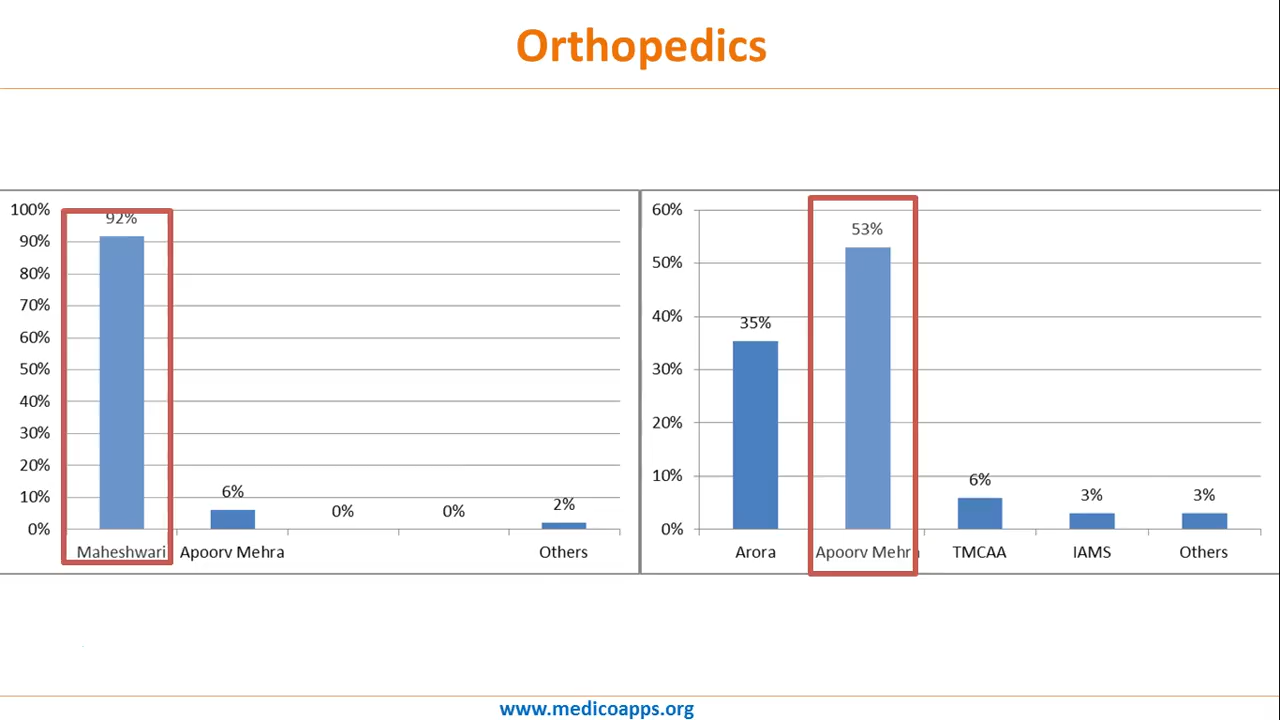 Orthopedics
100%
92%
90%
80%
70%
60%
50%
40%
30%
20%
10%
0%
6%
0%
0%
2%
Maheshwari
Apoorv Mehra
Others
60%
50%
40%
30%
20%
10%
0%
35%
53%
6%
3%
3%
Arora
Apoorv Mehra
TMCAA
IAMS
Others
www.medicoapps.org